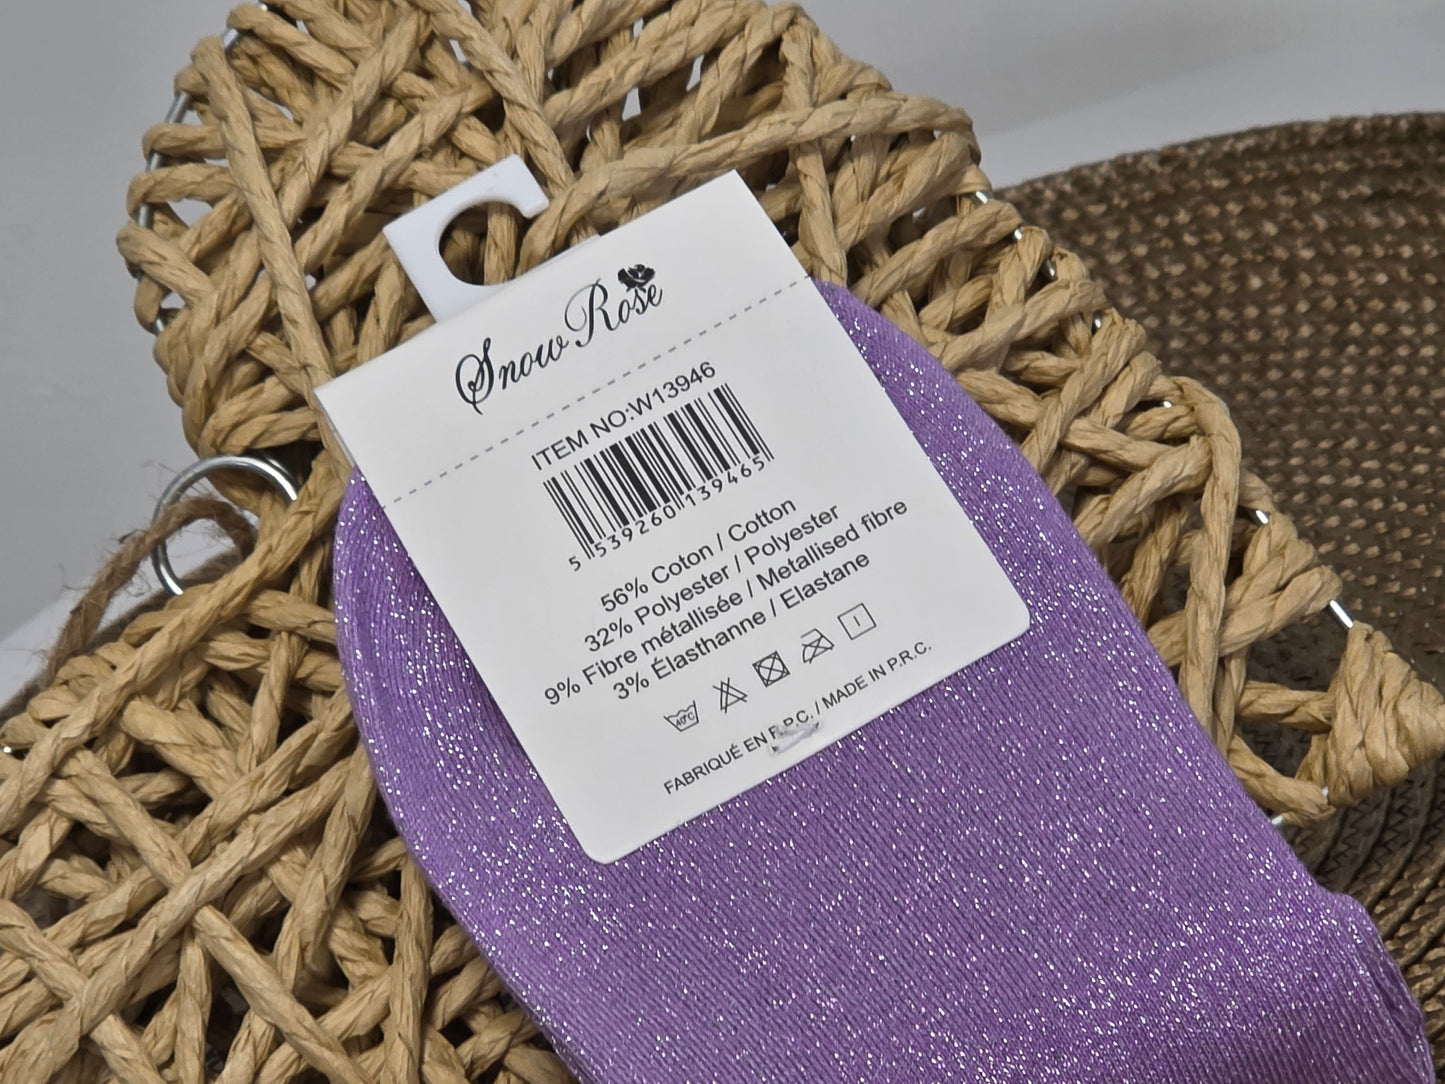 Snow Rose
ITEM NO:W13946
5 539260 139465
56% Coton / Cotton
32% Polyester / Polyester
9% Fibre métallisée / Metallised fibre
3% Élasthanne / Elastane
40°C
FABRIQUÉ EN P.R.C. / MADE IN P.R.C.